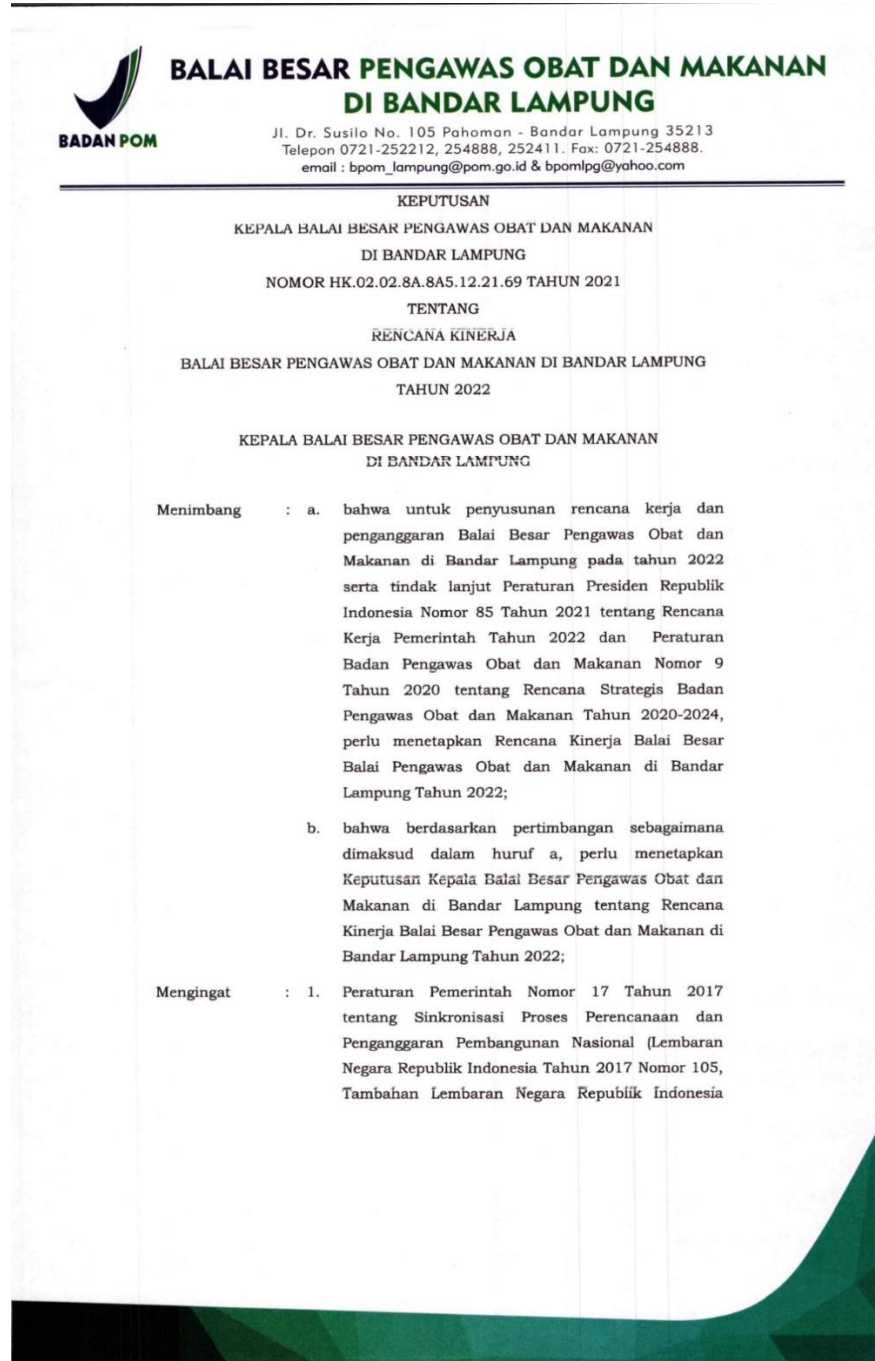 BALAI BESAR PENGAWAS OBAT DAN MAKANAN
DI BANDAR LAMPUNG
BADAN POM
Jl. Dr. Susilo No. 105 Pahoman - Bandar Lampung 35213
Telepon 0721-252212, 254888, 252411. Fax: 0721-254888.
email : bpom_lampung@pom.go.id & bpomlpg@yahoo.com
KEPUTUSAN
KEPALA BALAI BESAR PENGAWAS OBAT DAN MAKANAN
DI BANDAR LAMPUNG
NOMOR HK.02.02.8A.8A5.12.21.69 TAHUN 2021
TENTANG
RENCANA KINERJA
BALAI BESAR PENGAWAS OBAT DAN MAKANAN DI BANDAR LAMPUNG
TAHUN 2022
KEPALA BALAI BESAR PENGAWAS OBAT DAN MAKANAN
DI BANDAR LAMPUNG
Menimbang : a. bahwa untuk penyusunan rencana kerja dan
penganggaran Balai Besar Pengawas Obat dan
Makanan di Bandar Lampung pada tahun 2022
serta tindak lanjut Peraturan Presiden Republik
Indonesia Nomor 85 Tahun 2021 tentang Rencana
Kerja Pemerintah Tahun 2022 dan Peraturan
Badan Pengawas Obat dan Makanan Nomor 9
Tahun 2020 tentang Rencana Strategis Badan
Pengawas Obat dan Makanan Tahun 2020-2024,
perlu menetapkan Rencana Kinerja Balai Besar
Balai Pengawas Obat dan Makanan di Bandar
Lampung Tahun 2022;
b. bahwa berdasarkan pertimbangan sebagaimana
dimaksud dalam huruf a, perlu menetapkan
Keputusan Kepala Balai Besar Pengawas Obat dan
Makanan di Bandar Lampung tentang Rencana
Kinerja Balai Besar Pengawas Obat dan Makanan di
Bandar Lampung Tahun 2022;
Mengingat : 1. Peraturan Pemerintah Nomor 17 Tahun 2017
tentang Sinkronisasi Proses Perencanaan dan
Penganggaran Pembangunan Nasional (Lembaran
Negara Republik Indonesia Tahun 2017 Nomor 105,
Tambahan Lembaran Negara Republik Indonesia